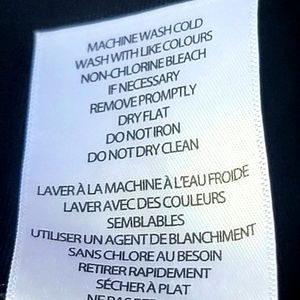 MACHINE WASH COLD
WASH WITH LIKE COLOURS
NON-CHLORINE BLEACH
IF NECESSARY
REMOVE PROMPTLY
DRY FLAT
DO NOT IRON
DO NOT DRY CLEAN
LAVER À LA MACHINE À L'EAU FROIDE
LAVER AVEC DES COULEURS
SEMBLABLES
UTILISER UN AGENT DE BLANCHIMENT
SANS CHLORE AU BESOIN
RETIRER RAPIDEMENT
SÉCHER À PLAT
NE PAS